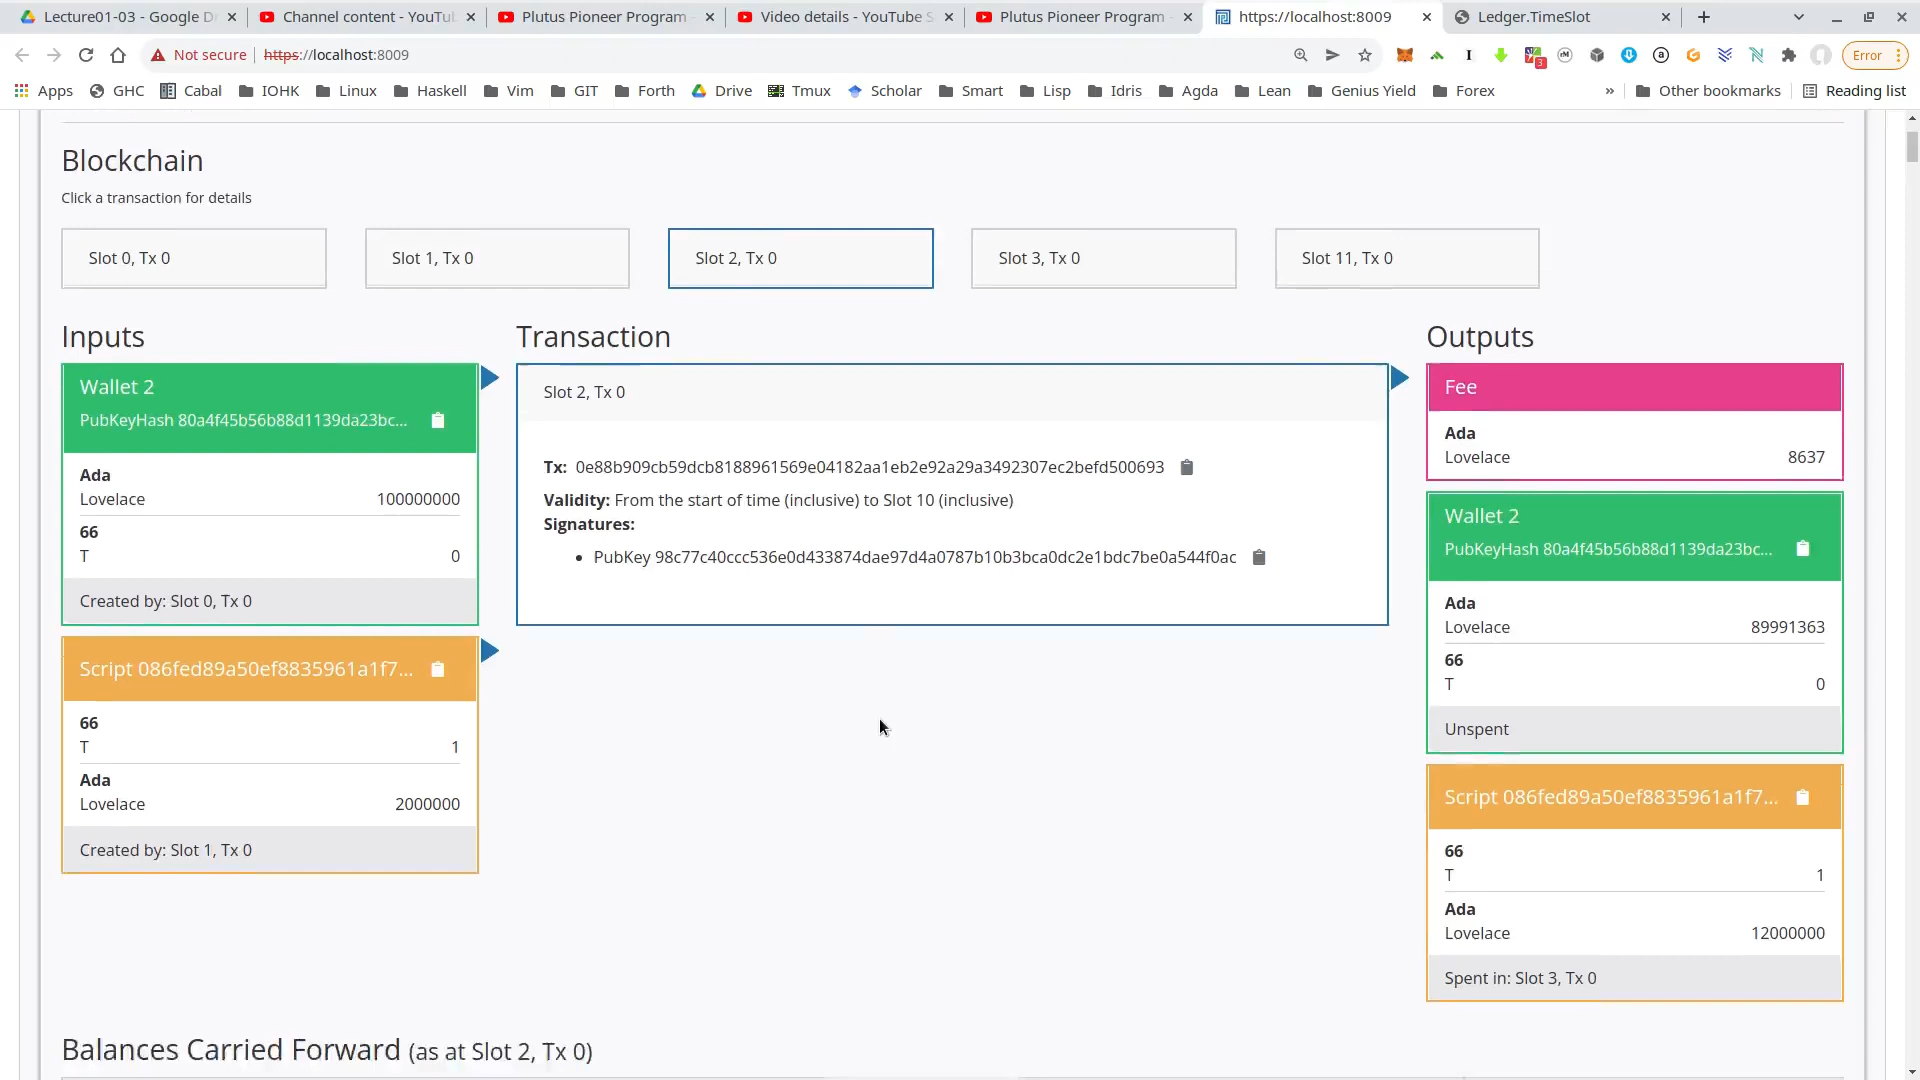 Lecture01-03 - Google Dr
Channel content - YouTub
Plutus Pioneer Program -
Video details - YouTube S
Plutus Pioneer Program -
https://localhost:8009
Ledger.TimeSlot
Not secure
https://localhost:8009
3
Error
Apps
GHC
Cabal
IOHK
Linux
Haskell
Vim
GIT
Forth
Drive
Tmux
Scholar
Smart
Lisp
Idris
Agda
Lean
Genius Yield
Forex
»
Other bookmarks
Reading list
Blockchain
Click a transaction for details
Slot 0, Tx 0
Slot 1, Tx 0
Slot 2, Tx 0
Slot 3, Tx 0
Slot 11, Tx 0
Inputs
Wallet 2
PubKeyHash 80a4f45b56b88d1139da23bc...
Ada
Lovelace 100000000
66
T 0
Created by: Slot 0, Tx 0
Script 086fed89a50ef8835961a1f7...
66
T 1
Ada
Lovelace 2000000
Created by: Slot 1, Tx 0
Transaction
Slot 2, Tx 0
Tx: 0e88b909cb59dcb8188961569e04182aa1eb2e92a29a3492307ec2befd500693
Validity: From the start of time (inclusive) to Slot 10 (inclusive)
Signatures:
• PubKey 98c77c40ccc536e0d433874dae97d4a0787b10b3bca0dc2e1bdc7be0a544f0ac
Outputs
Fee
Ada
Lovelace 8637
Wallet 2
PubKeyHash 80a4f45b56b88d1139da23bc...
Ada
Lovelace 89991363
66
T 0
Unspent
Script 086fed89a50ef8835961a1f7...
66
T 1
Ada
Lovelace 12000000
Spent in: Slot 3, Tx 0
Balances Carried Forward (as at Slot 2, Tx 0)